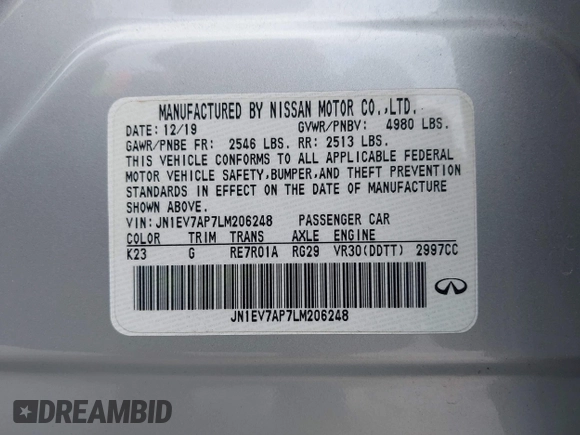 MANUFACTURED BY NISSAN MOTOR CO.,LTD.
DATE: 12/19 GVWR/PNBV: 4980 LBS.
GAWR/PNBE FR: 2546 LBS. RR: 2513 LBS.
THIS VEHICLE CONFORMS TO ALL APPLICABLE FEDERAL
MOTOR VEHICLE SAFETY,BUMPER,AND THEFT PREVENTION
STANDARDS IN EFFECT ON THE DATE OF MANUFACTURE
SHOWN ABOVE.
VIN:JN1EV7AP7LM206248 PASSENGER CAR
COLOR TRIM TRANS AXLE ENGINE
K23 G RE7R01A RG29 VR30(DDTT) 2997CC
JN1EV7AP7LM206248
DREAMBID